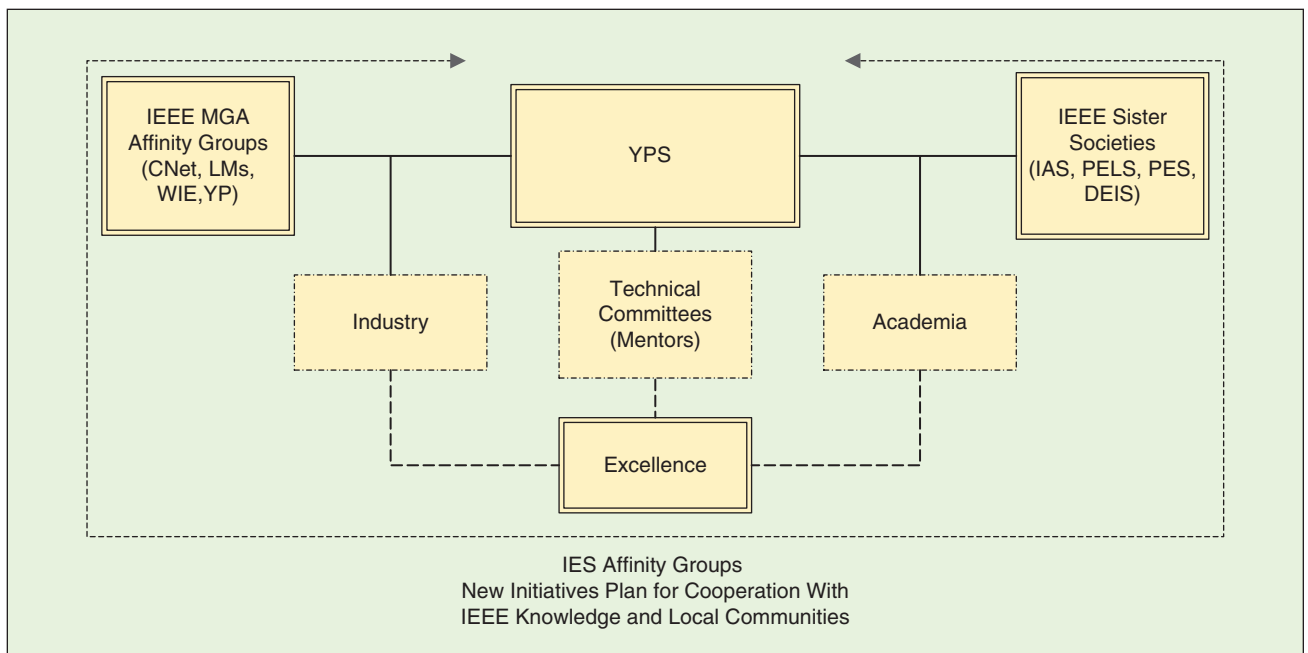 IEEE MGA
Affinity Groups
(CNet, LMs,
WIE,YP)
YPS
IEEE Sister
Societies
(IAS, PELS, PES,
DEIS)
Industry
Technical
Committees
(Mentors)
Academia
Excellence
IES Affinity Groups
New Initiatives Plan for Cooperation With
IEEE Knowledge and Local Communities